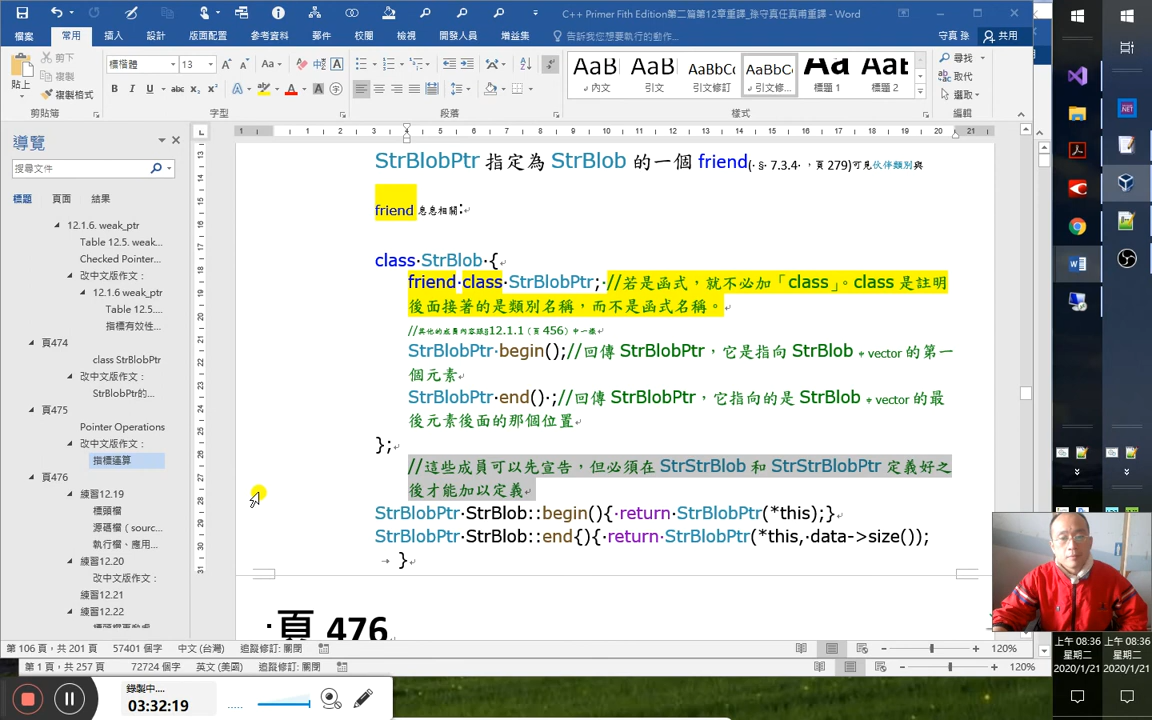 C++ Primer Fith Edition第二篇第12章重譯_孫守真任真甫重譯 - Word
檔案 常用 插入 設計 版面配置 參考資料 郵件 校閱 檢視 開發人員 增益集 告訴我您想要執行的動作... 守真 孫 共用
貼上 剪下 複製 複製格式
標楷體 13
AaB AaB AaBbCc AaBbC Aa Aab
內文 引文 引文修訂 引文修... 標題 1 標題 2
尋找 取代 選取
剪貼簿 字型 段落 樣式 編輯
導覽
搜尋文件
標題 頁面 結果
12.1.6. weak_ptr
Table 12.5. weak...
Checked Pointer...
改中文版作文：
12.1.6 weak_ptr
Table 12.5....
指標有效性...
頁474
class StrBlobPtr
改中文版作文：
StrBlobPtr的...
頁475
Pointer Operations
改中文版作文：
指標運算
頁476
練習12.19
標頭檔
源碼檔（sourc...
執行檔、應用...
練習12.20
改中文版作文：
練習12.21
練習12.22
StrBlobPtr 指定為 StrBlob 的一個 friend(·§·7.3.4·，頁 279)可見伙伴類別與
friend 息息相關:
class·StrBlob·{
friend·class·StrBlobPtr;·//若是函式，就不必加「class」。class 是註明
後面接著的是類別名稱，而不是函式名稱。
//其他的成員內容跟§12.1.1（頁 456）中一樣
StrBlobPtr·begin();//回傳 StrBlobPtr，它是指向 StrBlob 中 vector 的第一
個元素
StrBlobPtr·end()·;//回傳 StrBlobPtr，它指向的是 StrBlob 中 vector 的最
後元素後面的那個位置
};
//這些成員可以先宣告，但必須在 StrStrBlob 和 StrStrBlobPtr 定義好之
後才能加以定義
StrBlobPtr·StrBlob::begin(){·return·StrBlobPtr(*this);}
StrBlobPtr·StrBlob::end(){·return·StrBlobPtr(*this,·data->size());
}
頁 476
第 106 頁，共 201 頁 57401 個字 中文 (台灣) 追蹤修訂: 關閉 120%
第 1 頁，共 257 頁 72724 個字 英文 (美國) 追蹤修訂: 關閉 120%
錄製中....
03:32:19
上午 08:36
星期二
2020/1/21
上午 08:36
星期二
2020/1/21